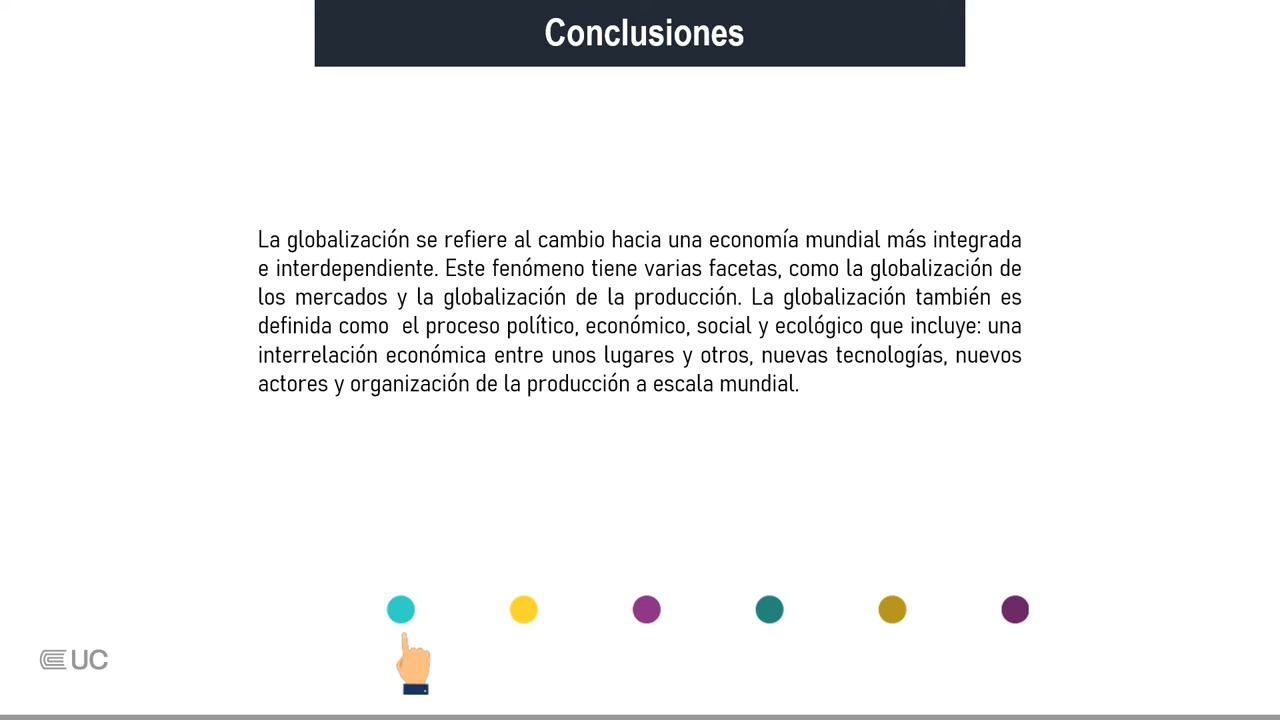 Conclusiones
La globalización se refiere al cambio hacia una economía mundial más integrada
e interdependiente. Este fenómeno tiene varias facetas, como la globalización de
los mercados y la globalización de la producción. La globalización también es
definida como  el proceso político, económico, social y ecológico que incluye: una
interrelación económica entre unos lugares y otros, nuevas tecnologías, nuevos
actores y organización de la producción a escala mundial.
UC